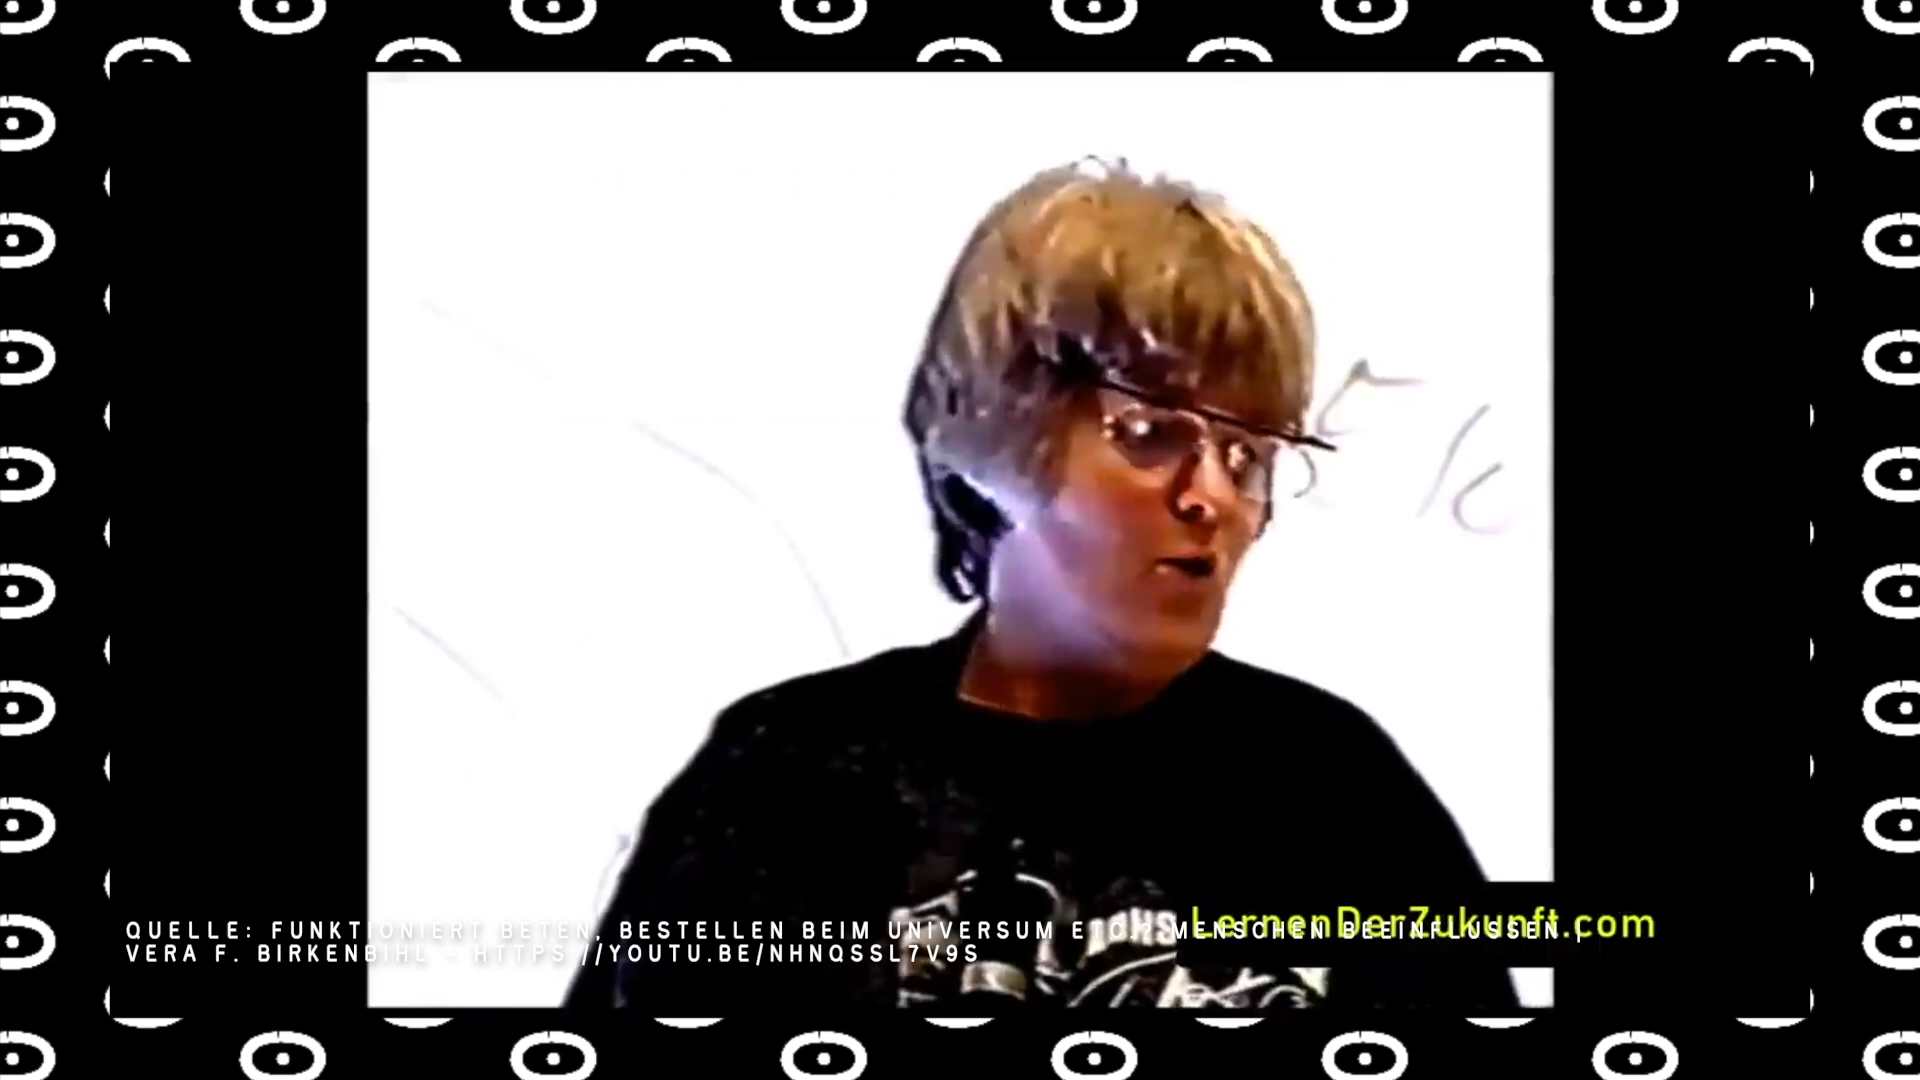 QUELLE: FUNKTIONIERT BETEN, BESTELLEN BEIM UNIVERSUM ETC.? MENSCHEN BEEINFLUSSEN |
VERA F. BIRKENBIHL - HTTPS://YOUTU.BE/NHNQSSL7V9S
LernenDerZukunft.com